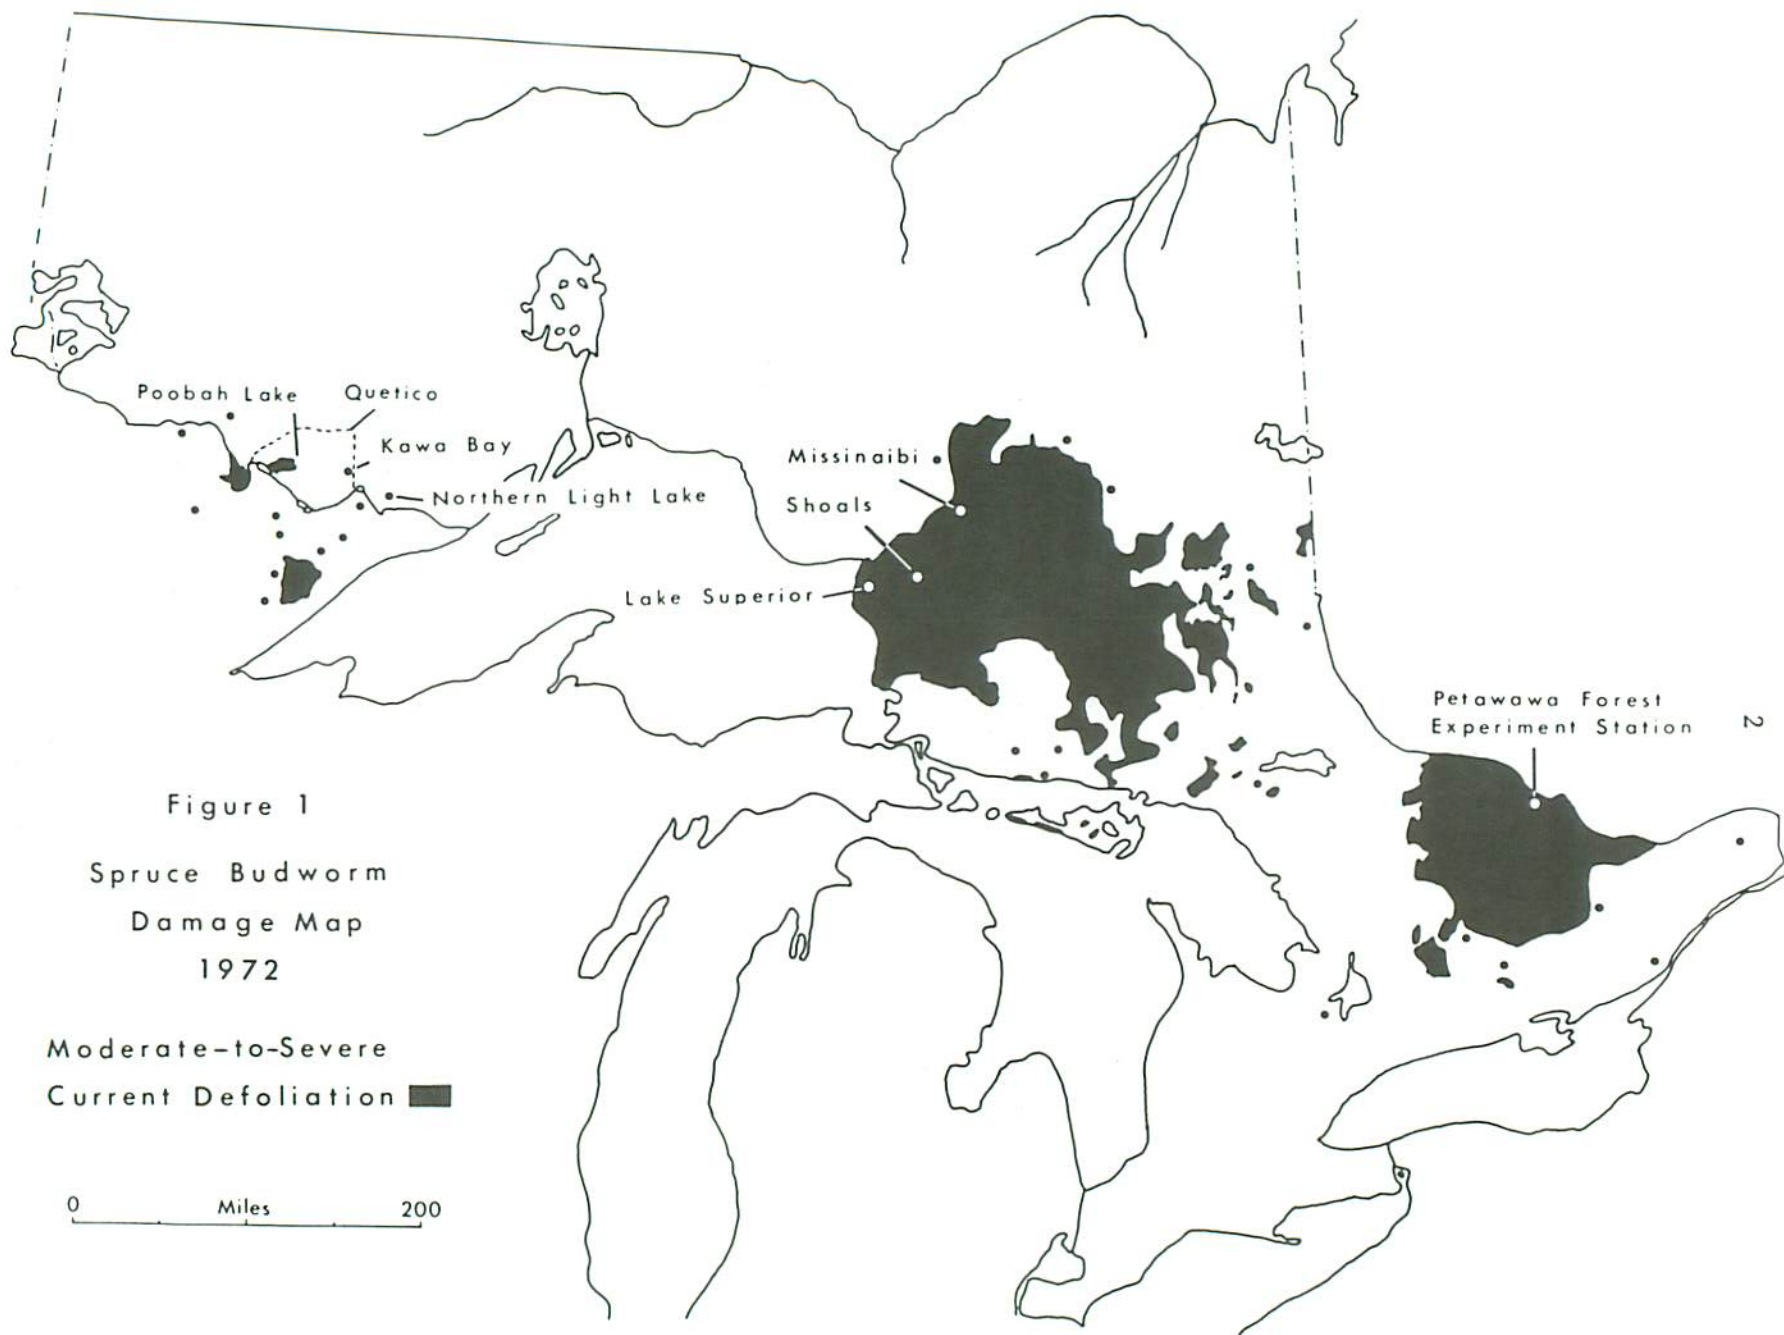 Poobah Lake
Quetico
Kawa Bay
Northern Light Lake
Missinaibi
Shoals
Lake Superior
Petawawa Forest
Experiment Station
2
Figure 1
Spruce Budworm
Damage Map
1972
Moderate-to-Severe
Current Defoliation
0 Miles 200